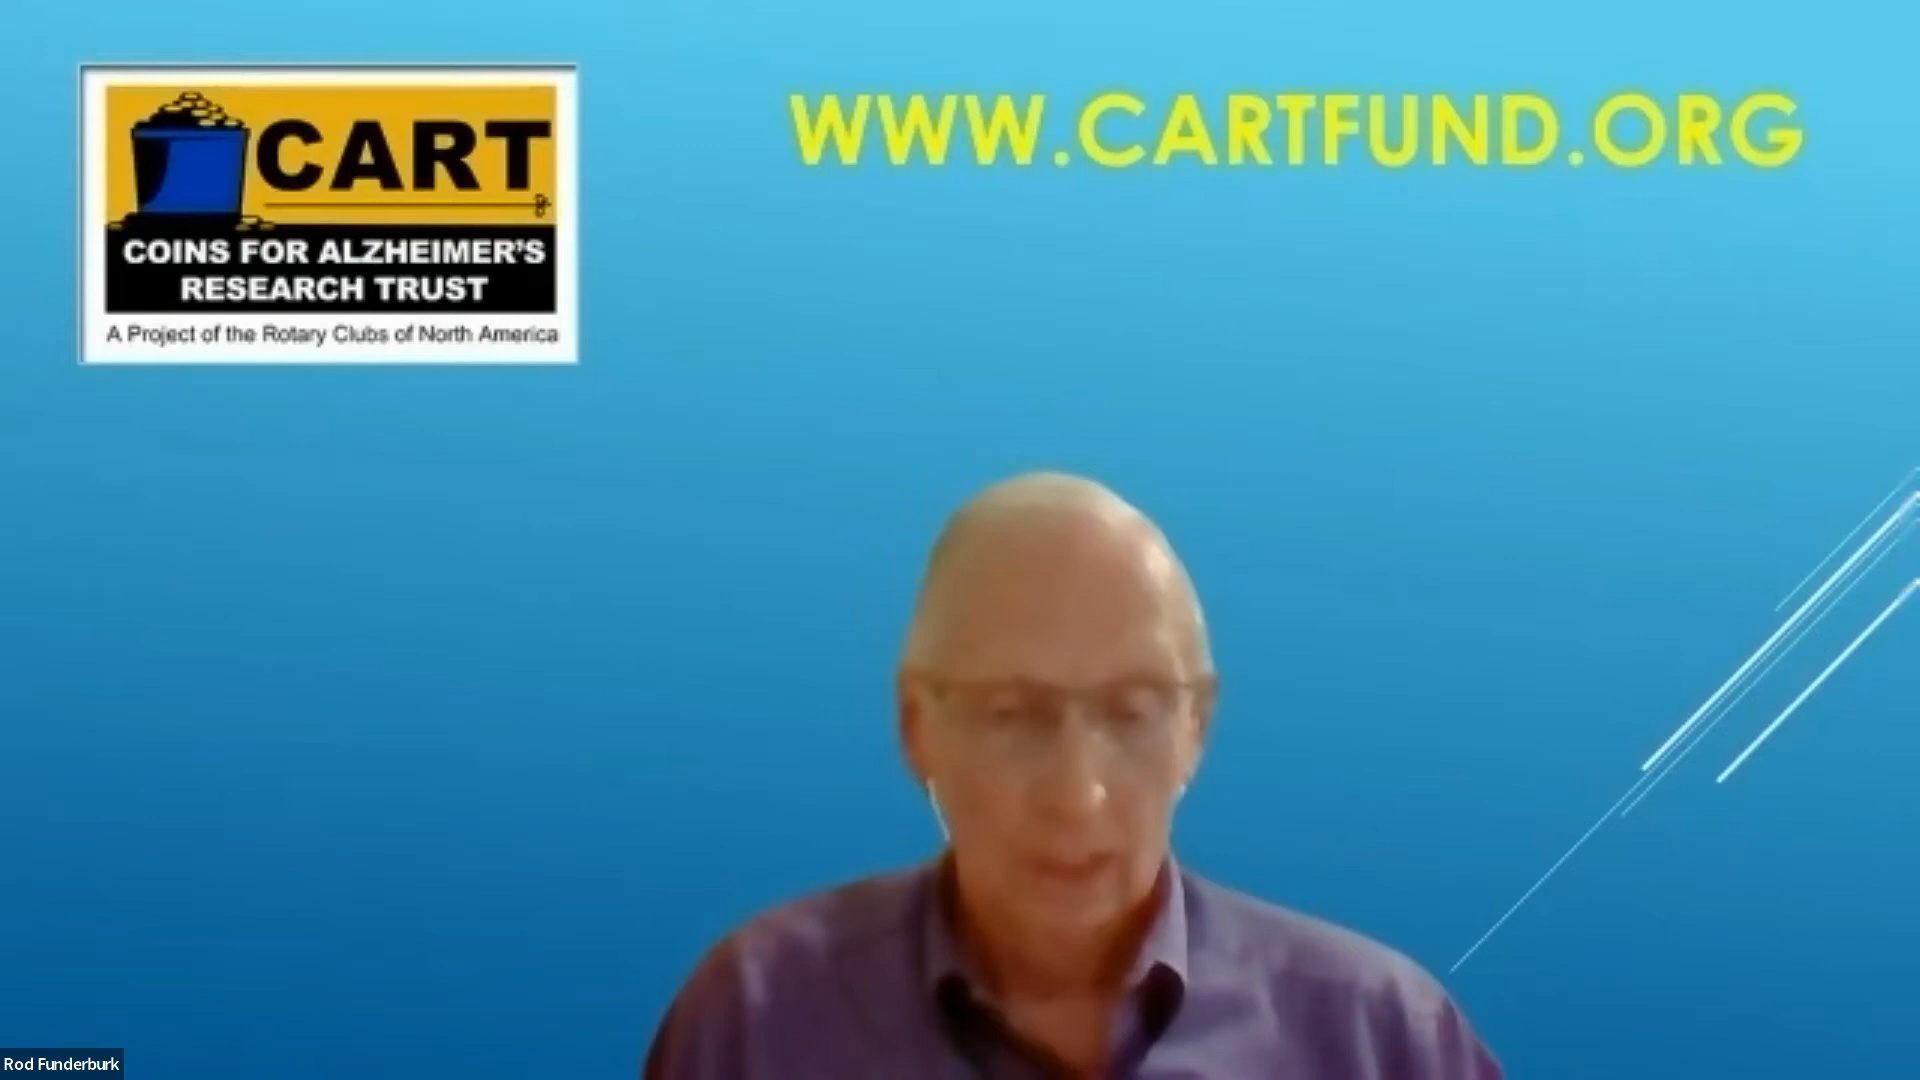 CART
COINS FOR ALZHEIMER'S
RESEARCH TRUST
A Project of the Rotary Clubs of North America
WWW.CARTFUND.ORG
Rod Funderburk